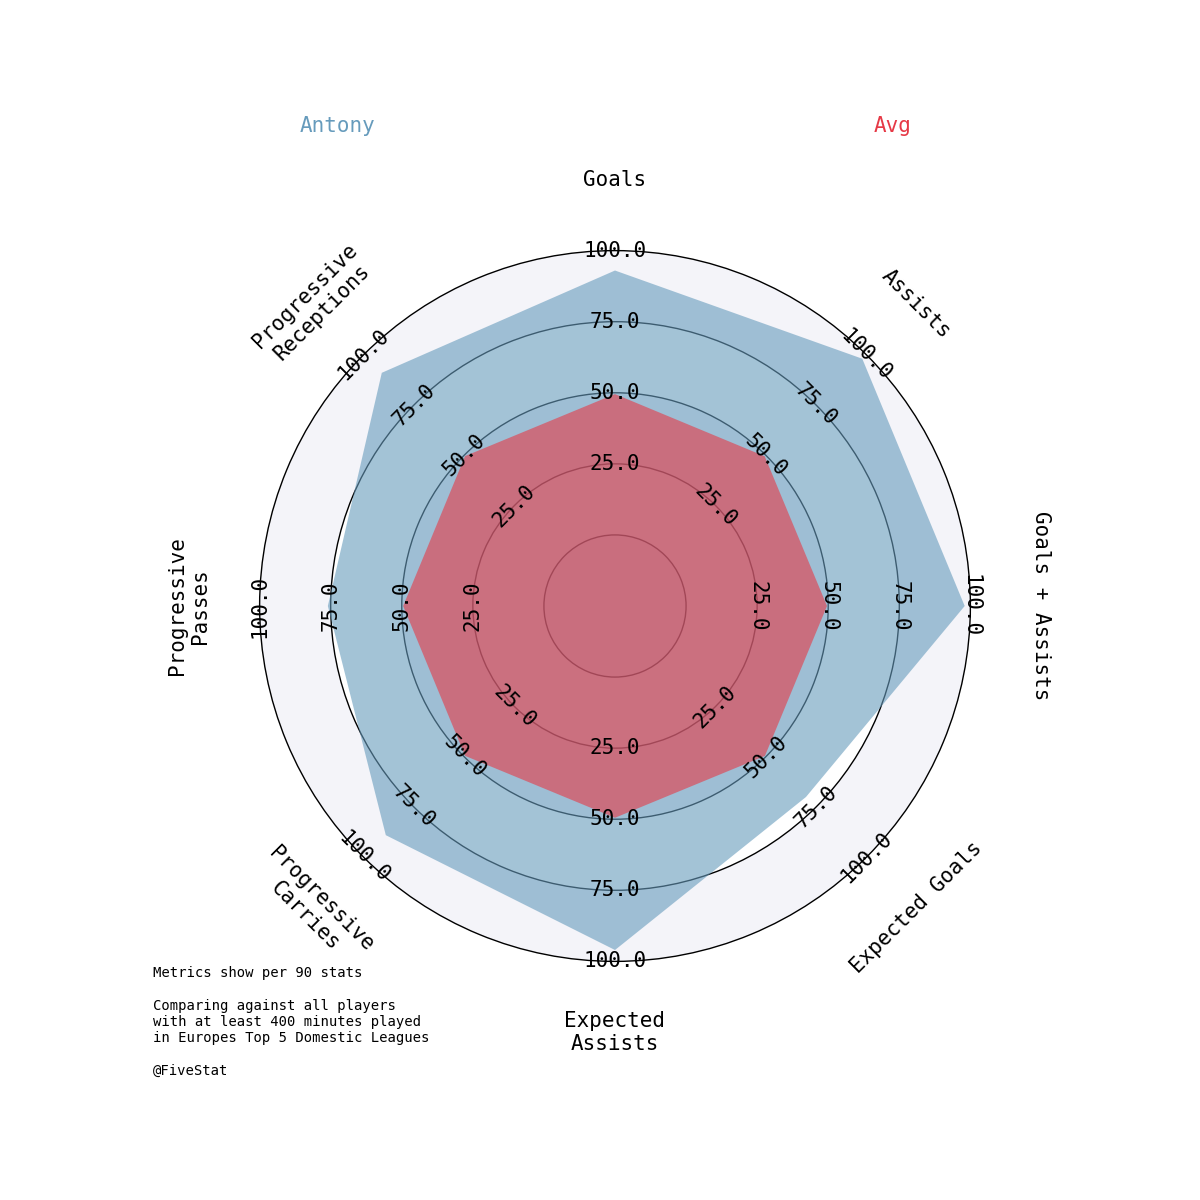 Antony
Avg
Goals
Progressive
Receptions
Assists
100.0
100.0
100.0
75.0
75.0
75.0
50.0
50.0
50.0
25.0
25.0
25.0
Progressive
Passes
100.0
75.0
50.0
25.0
25.0
50.0
75.0
100.0
Goals + Assists
25.0
25.0
25.0
50.0
50.0
50.0
75.0
75.0
75.0
100.0
100.0
100.0
Progressive
Carries
Expected Goals
Expected
Assists
Metrics show per 90 stats
Comparing against all players
with at least 400 minutes played
in Europes Top 5 Domestic Leagues
@FiveStat